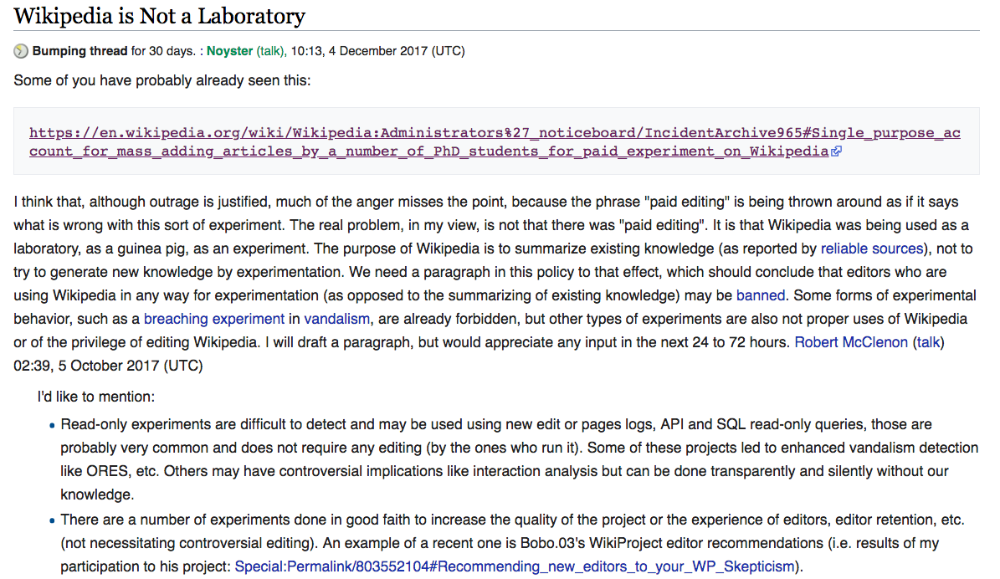 Wikipedia is Not a Laboratory
Bumping thread for 30 days. : Noyster (talk), 10:13, 4 December 2017 (UTC)
Some of you have probably already seen this:
https://en.wikipedia.org/wiki/Wikipedia:Administrators%27_noticeboard/IncidentArchive965#Single_purpose_ac
count_for_mass_adding_articles_by_a_number_of_PhD_students_for_paid_experiment_on_Wikipedia
I think that, although outrage is justified, much of the anger misses the point, because the phrase "paid editing" is being thrown around as if it says
what is wrong with this sort of experiment. The real problem, in my view, is not that there was "paid editing". It is that Wikipedia was being used as a
laboratory, as a guinea pig, as an experiment. The purpose of Wikipedia is to summarize existing knowledge (as reported by reliable sources), not to
try to generate new knowledge by experimentation. We need a paragraph in this policy to that effect, which should conclude that editors who are
using Wikipedia in any way for experimentation (as opposed to the summarizing of existing knowledge) may be banned. Some forms of experimental
behavior, such as a breaching experiment in vandalism, are already forbidden, but other types of experiments are also not proper uses of Wikipedia
or of the privilege of editing Wikipedia. I will draft a paragraph, but would appreciate any input in the next 24 to 72 hours. Robert McClenon (talk)
02:39, 5 October 2017 (UTC)
I'd like to mention:
• Read-only experiments are difficult to detect and may be used using new edit or pages logs, API and SQL read-only queries, those are
probably very common and does not require any editing (by the ones who run it). Some of these projects led to enhanced vandalism detection
like ORES, etc. Others may have controversial implications like interaction analysis but can be done transparently and silently without our
knowledge.
• There are a number of experiments done in good faith to increase the quality of the project or the experience of editors, editor retention, etc.
(not necessitating controversial editing). An example of a recent one is Bobo.03's WikiProject editor recommendations (i.e. results of my
participation to his project: Special:Permalink/803552104#Recommending_new_editors_to_your_WP_Skepticism).